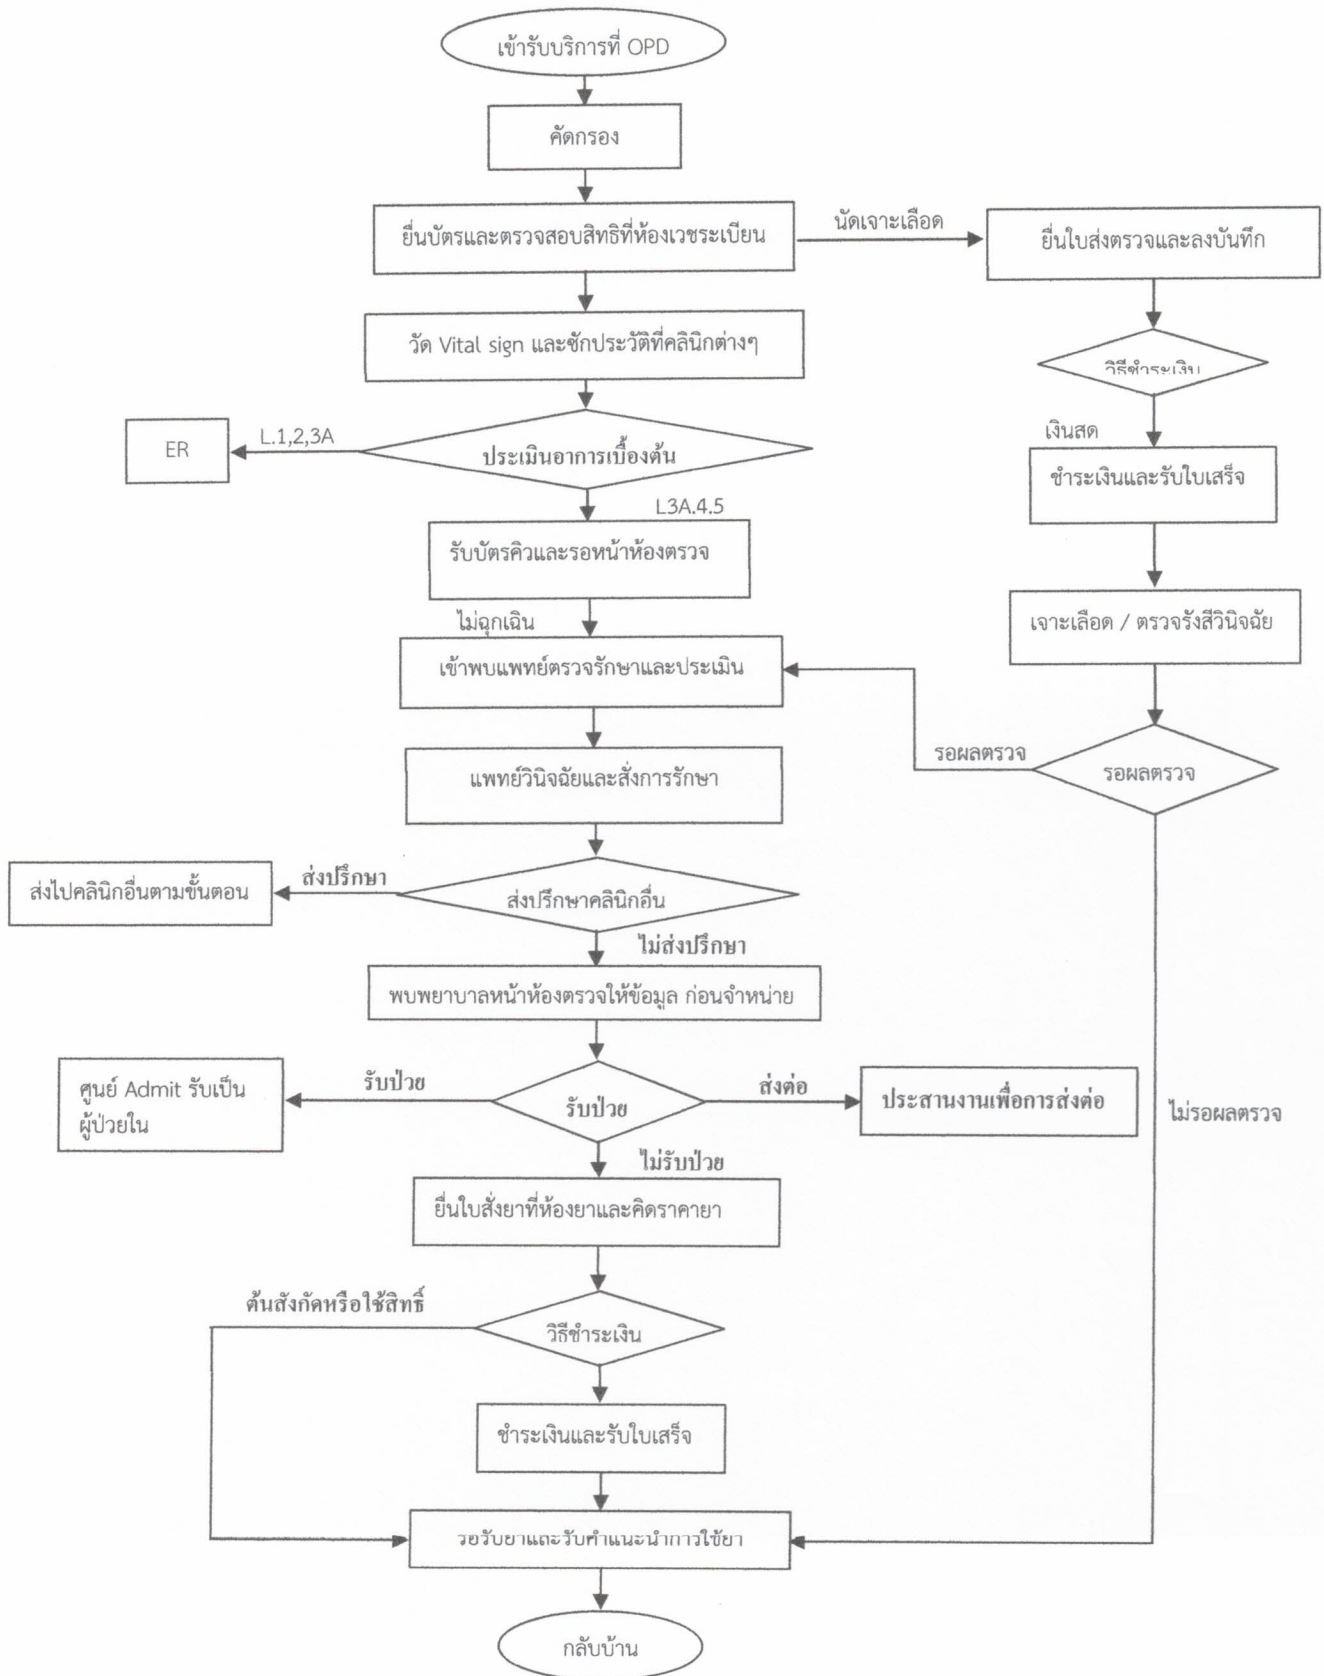 เข้ารับบริการที่ OPD
คัดกรอง
ยื่นบัตรและตรวจสอบสิทธิที่ห้องเวชระเบียน
นัดเจาะเลือด
ยื่นใบส่งตรวจและลงบันทึก
วัด Vital sign และซักประวัติที่คลินิกต่างๆ
วิธีชำระเงิน
ER
L.1,2,3A
ประเมินอาการเบื้องต้น
เงินสด
ชำระเงินและรับใบเสร็จ
L3A.4.5
รับบัตรคิวและรอหน้าห้องตรวจ
ไม่ฉุกเฉิน
เจาะเลือด / ตรวจรังสีวินิจฉัย
เข้าพบแพทย์ตรวจรักษาและประเมิน
รอผลตรวจ
รอผลตรวจ
แพทย์วินิจฉัยและสั่งการรักษา
ส่งไปคลินิกอื่นตามขั้นตอน
ส่งปรึกษา
ส่งปรึกษาคลินิกอื่น
ไม่ส่งปรึกษา
พบพยาบาลหน้าห้องตรวจให้ข้อมูล ก่อนจำหน่าย
ศูนย์ Admit รับเป็น
ผู้ป่วยใน
รับป่วย
รับป่วย
ส่งต่อ
ประสานงานเพื่อการส่งต่อ
ไม่รอผลตรวจ
ไม่รับป่วย
ยื่นใบสั่งยาที่ห้องยาและคิดราคายา
ต้นสังกัดหรือใช้สิทธิ์
วิธีชำระเงิน
ชำระเงินและรับใบเสร็จ
รอรับยาและรับคำแนะนำการใช้ยา
กลับบ้าน